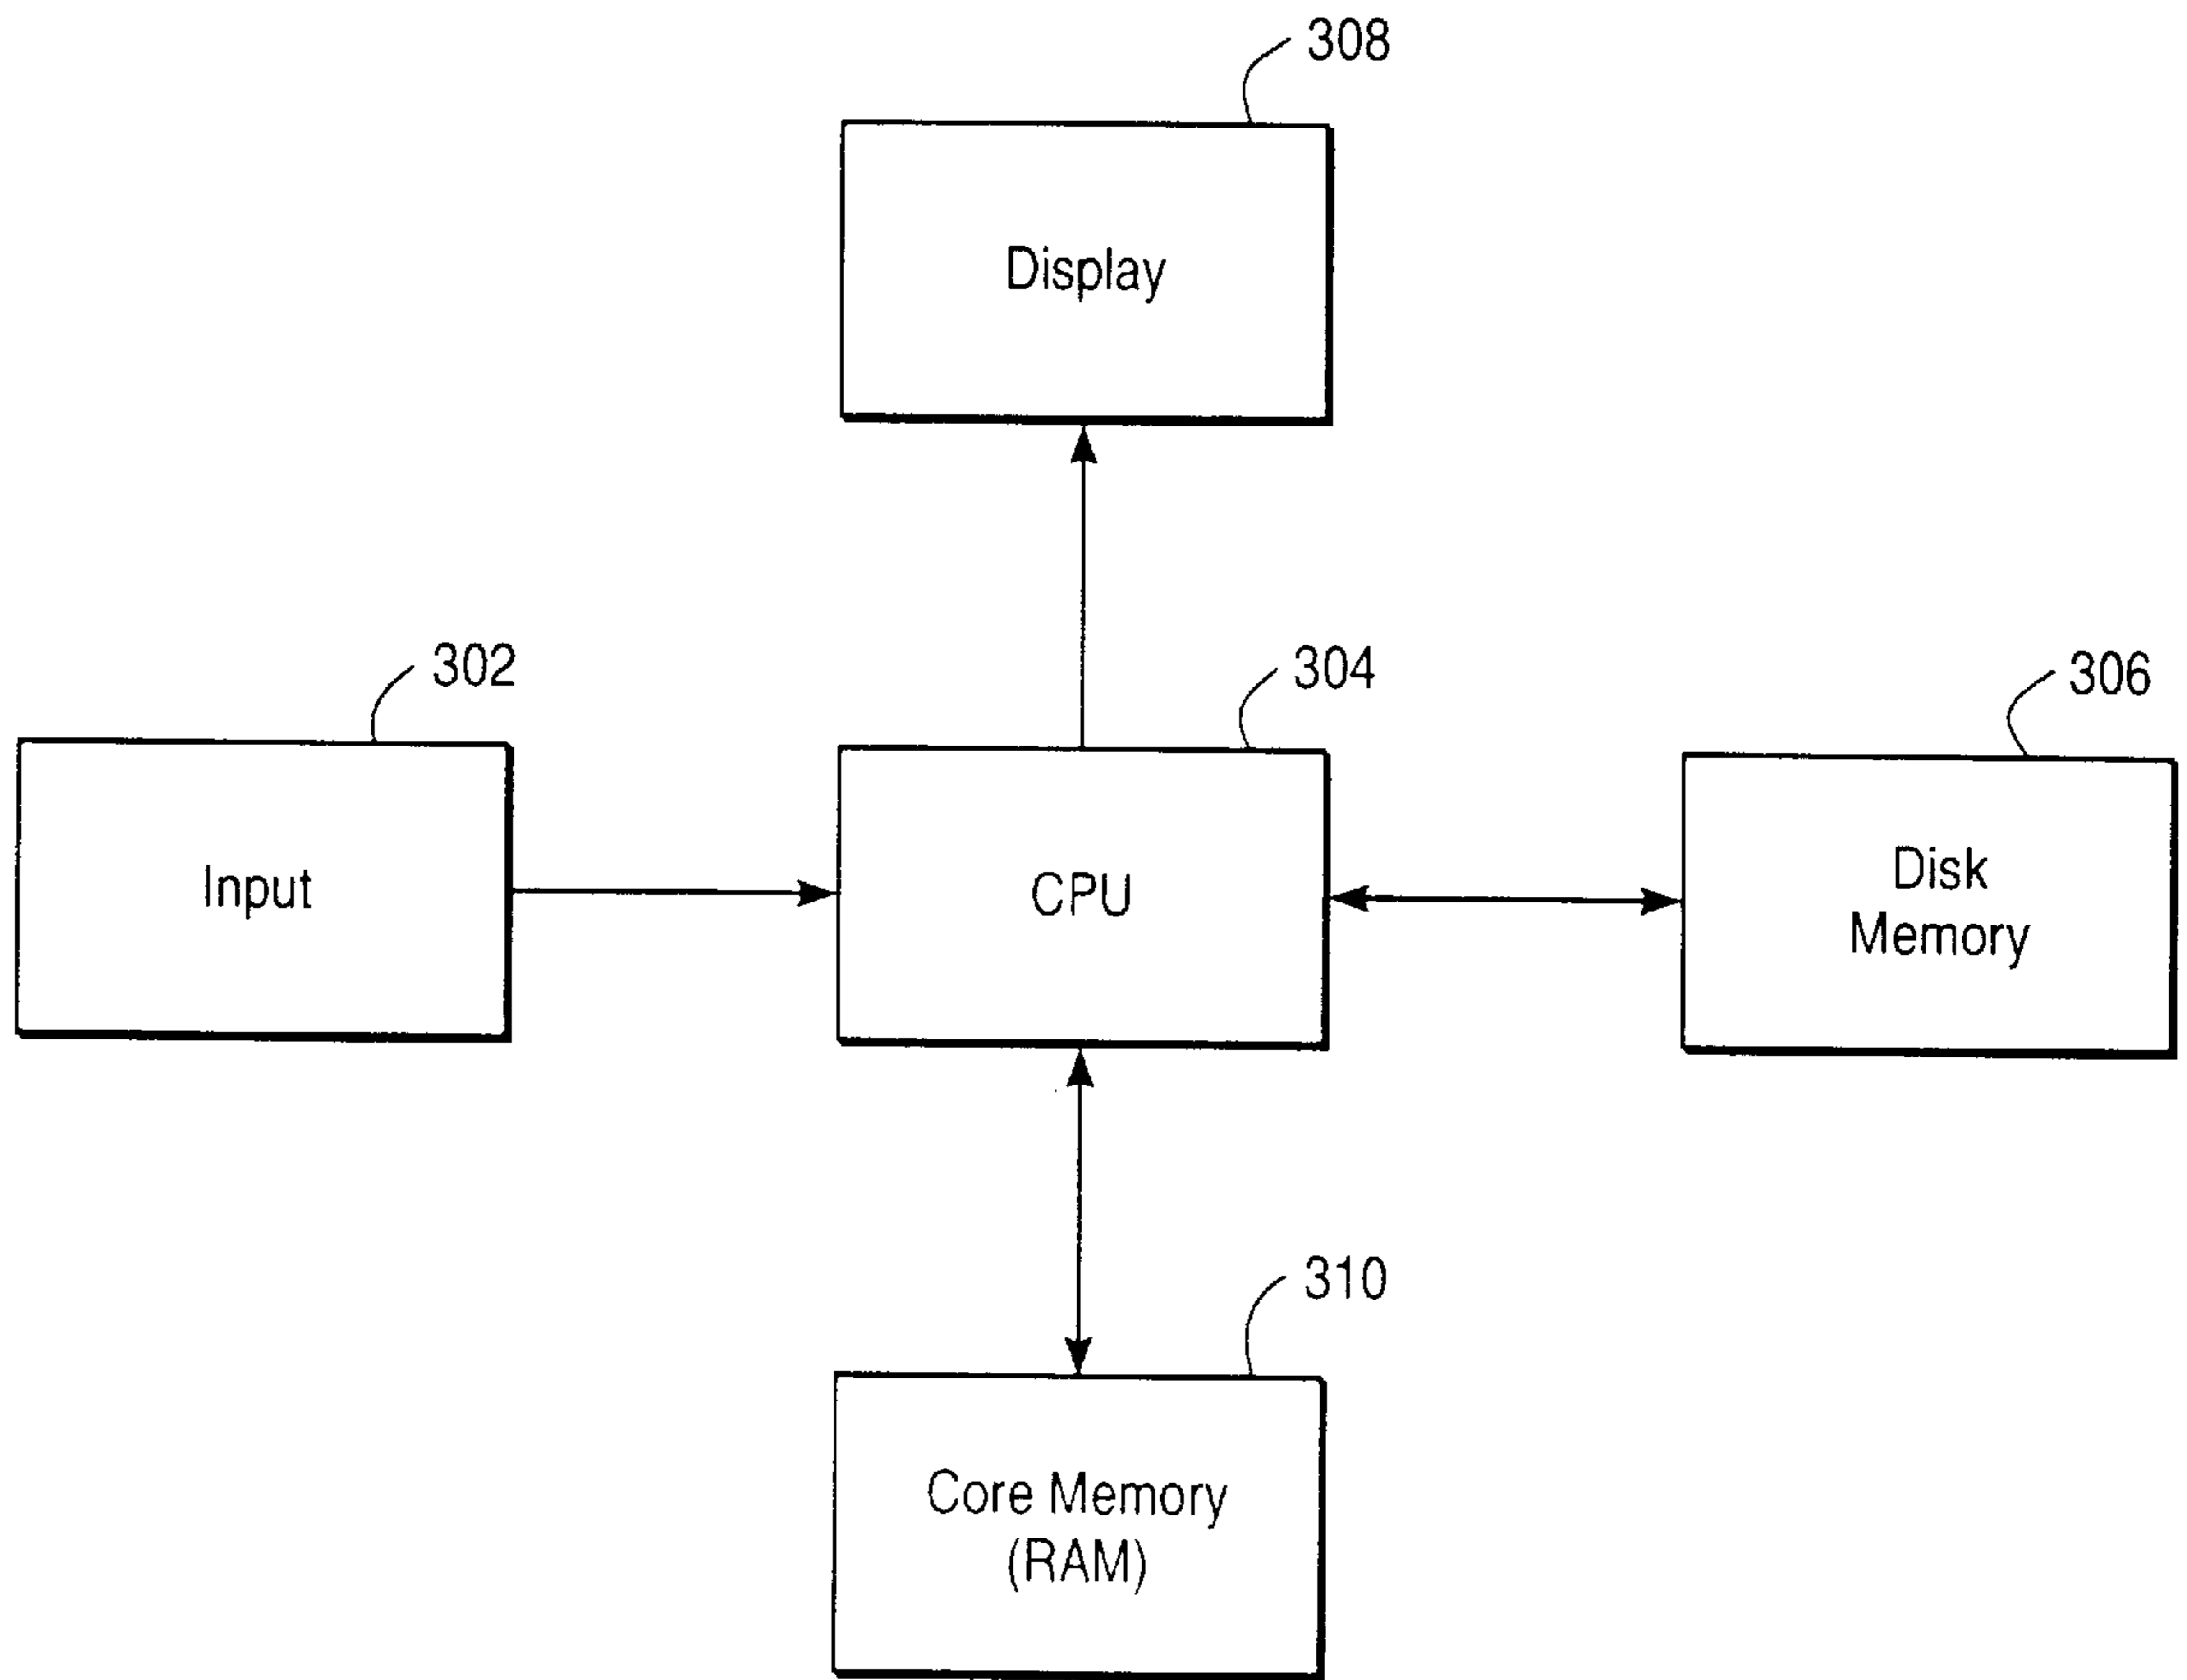 308
Display
302
304
306
Input
CPU
Disk
Memory
310
Core Memory
(RAM)